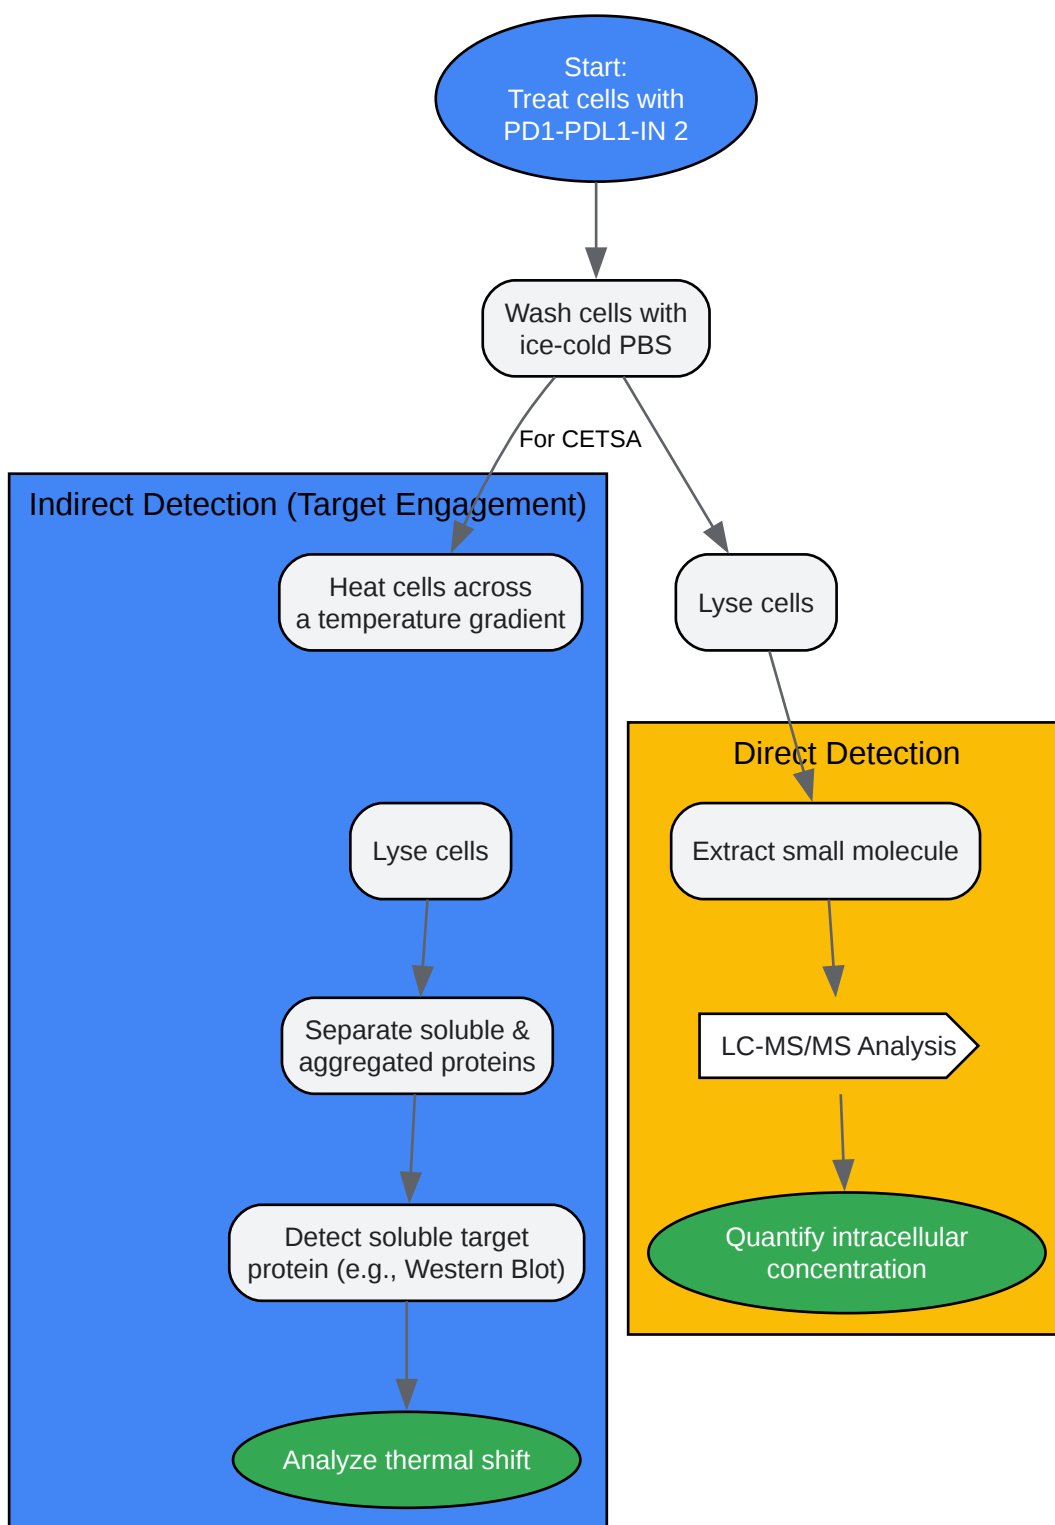 Start:
Treat cells with
PD1-PDL1-IN 2
Wash cells with
ice-cold PBS
For CETSA
Indirect Detection (Target Engagement)
Heat cells across
a temperature gradient
Lyse cells
Direct Detection
Lyse cells
Extract small molecule
Separate soluble &
aggregated proteins
LC-MS/MS Analysis
Detect soluble target
protein (e.g., Western Blot)
Quantify intracellular
concentration
Analyze thermal shift